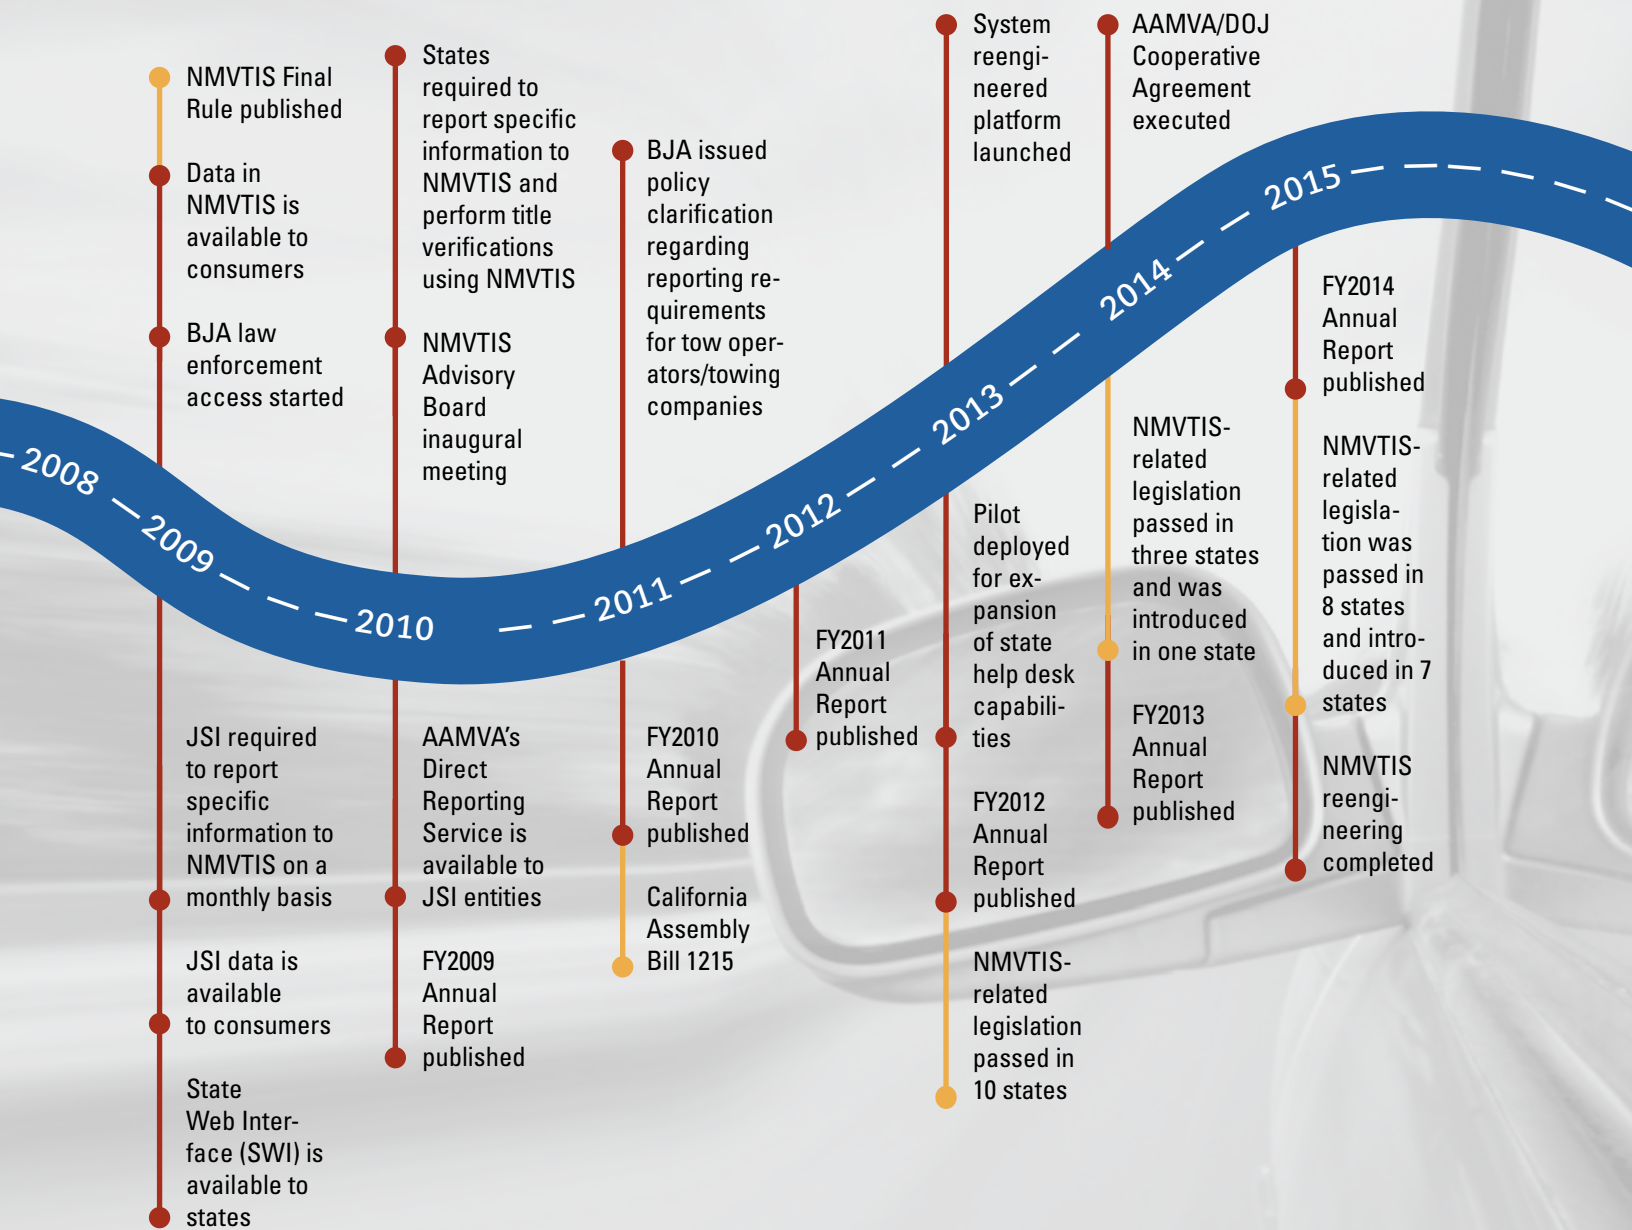 NMVTIS Final
Rule published
Data in
NMVTIS is
available to
consumers
BJA law
enforcement
access started
States
required to
report specific
information to
NMVTIS and
perform title
verifications
using NMVTIS
NMVTIS
Advisory
Board
inaugural
meeting
BJA issued
policy
clarification
regarding
reporting re-
quirements
for tow oper-
ators/towing
companies
System
reengi-
neered
platform
launched
AAMVA/DOJ
Cooperative
Agreement
executed
2008
2009
2010
2011
2012
2013
2014
2015
JSI required
to report
specific
information to
NMVTIS on a
monthly basis
JSI data is
available
to consumers
State
Web Inter-
face (SWI) is
available to
states
AAMVA's
Direct
Reporting
Service is
available to
JSI entities
FY2009
Annual
Report
published
FY2010
Annual
Report
published
California
Assembly
Bill 1215
FY2011
Annual
Report
published
Pilot
deployed
for ex-
pansion
of state
help desk
capabili-
ties
FY2012
Annual
Report
published
NMVTIS-
related
legislation
passed in
10 states
NMVTIS-
related
legislation
passed in
three states
and was
introduced
in one state
FY2013
Annual
Report
published
FY2014
Annual
Report
published
NMVTIS-
related
legisla-
tion was
passed in
8 states
and intro-
duced in 7
states
NMVTIS
reengi-
neering
completed